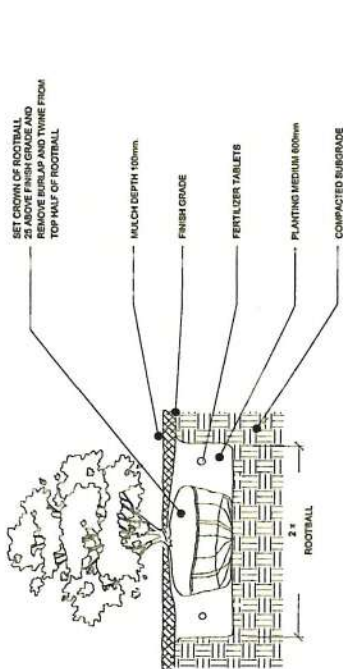 SET CROWN OF ROOTBALL
25 ABOVE FINISH GRADE AND
REMOVE BURLAP AND TWINE FROM
TOP HALF OF ROOTBALL
MULCH DEPTH 100mm.
FINISH GRADE
FERTILIZER TABLETS
PLANTING MEDIUM 600mm
COMPACTED SUBGRADE
2 x
ROOTBALL